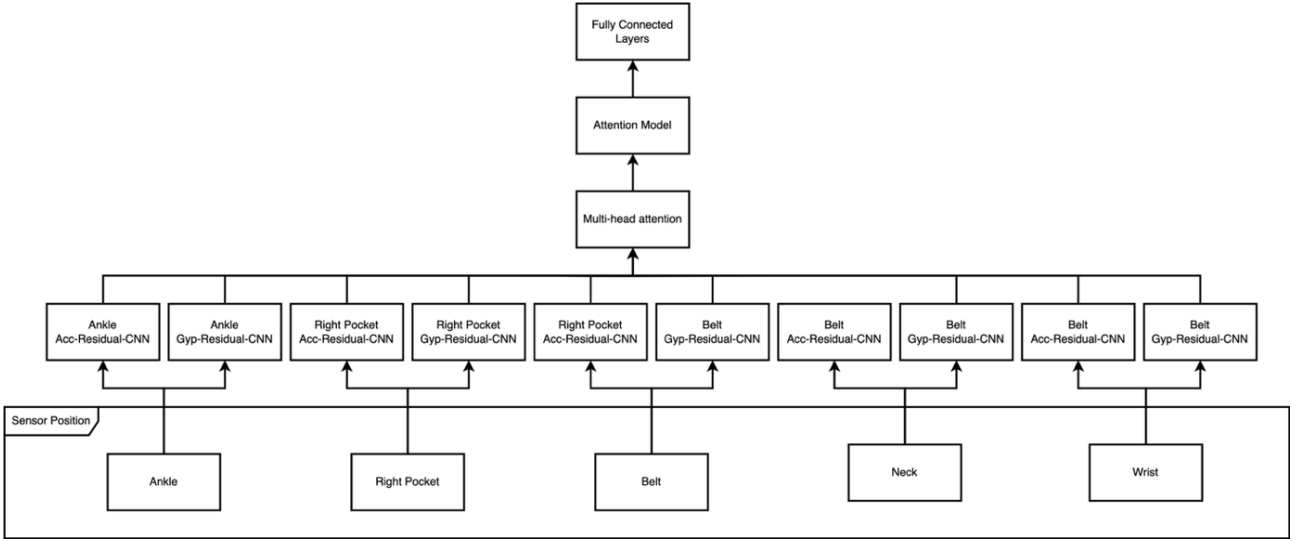 Fully Connected
Layers
Attention Model
Multi-head attention
Ankle
Acc-Residual-CNN
Ankle
Gyp-Residual-CNN
Right Pocket
Acc-Residual-CNN
Right Pocket
Gyp-Residual-CNN
Right Pocket
Acc-Residual-CNN
Belt
Gyp-Residual-CNN
Belt
Acc-Residual-CNN
Belt
Gyp-Residual-CNN
Belt
Acc-Residual-CNN
Belt
Gyp-Residual-CNN
Sensor Position
Ankle
Right Pocket
Belt
Neck
Wrist